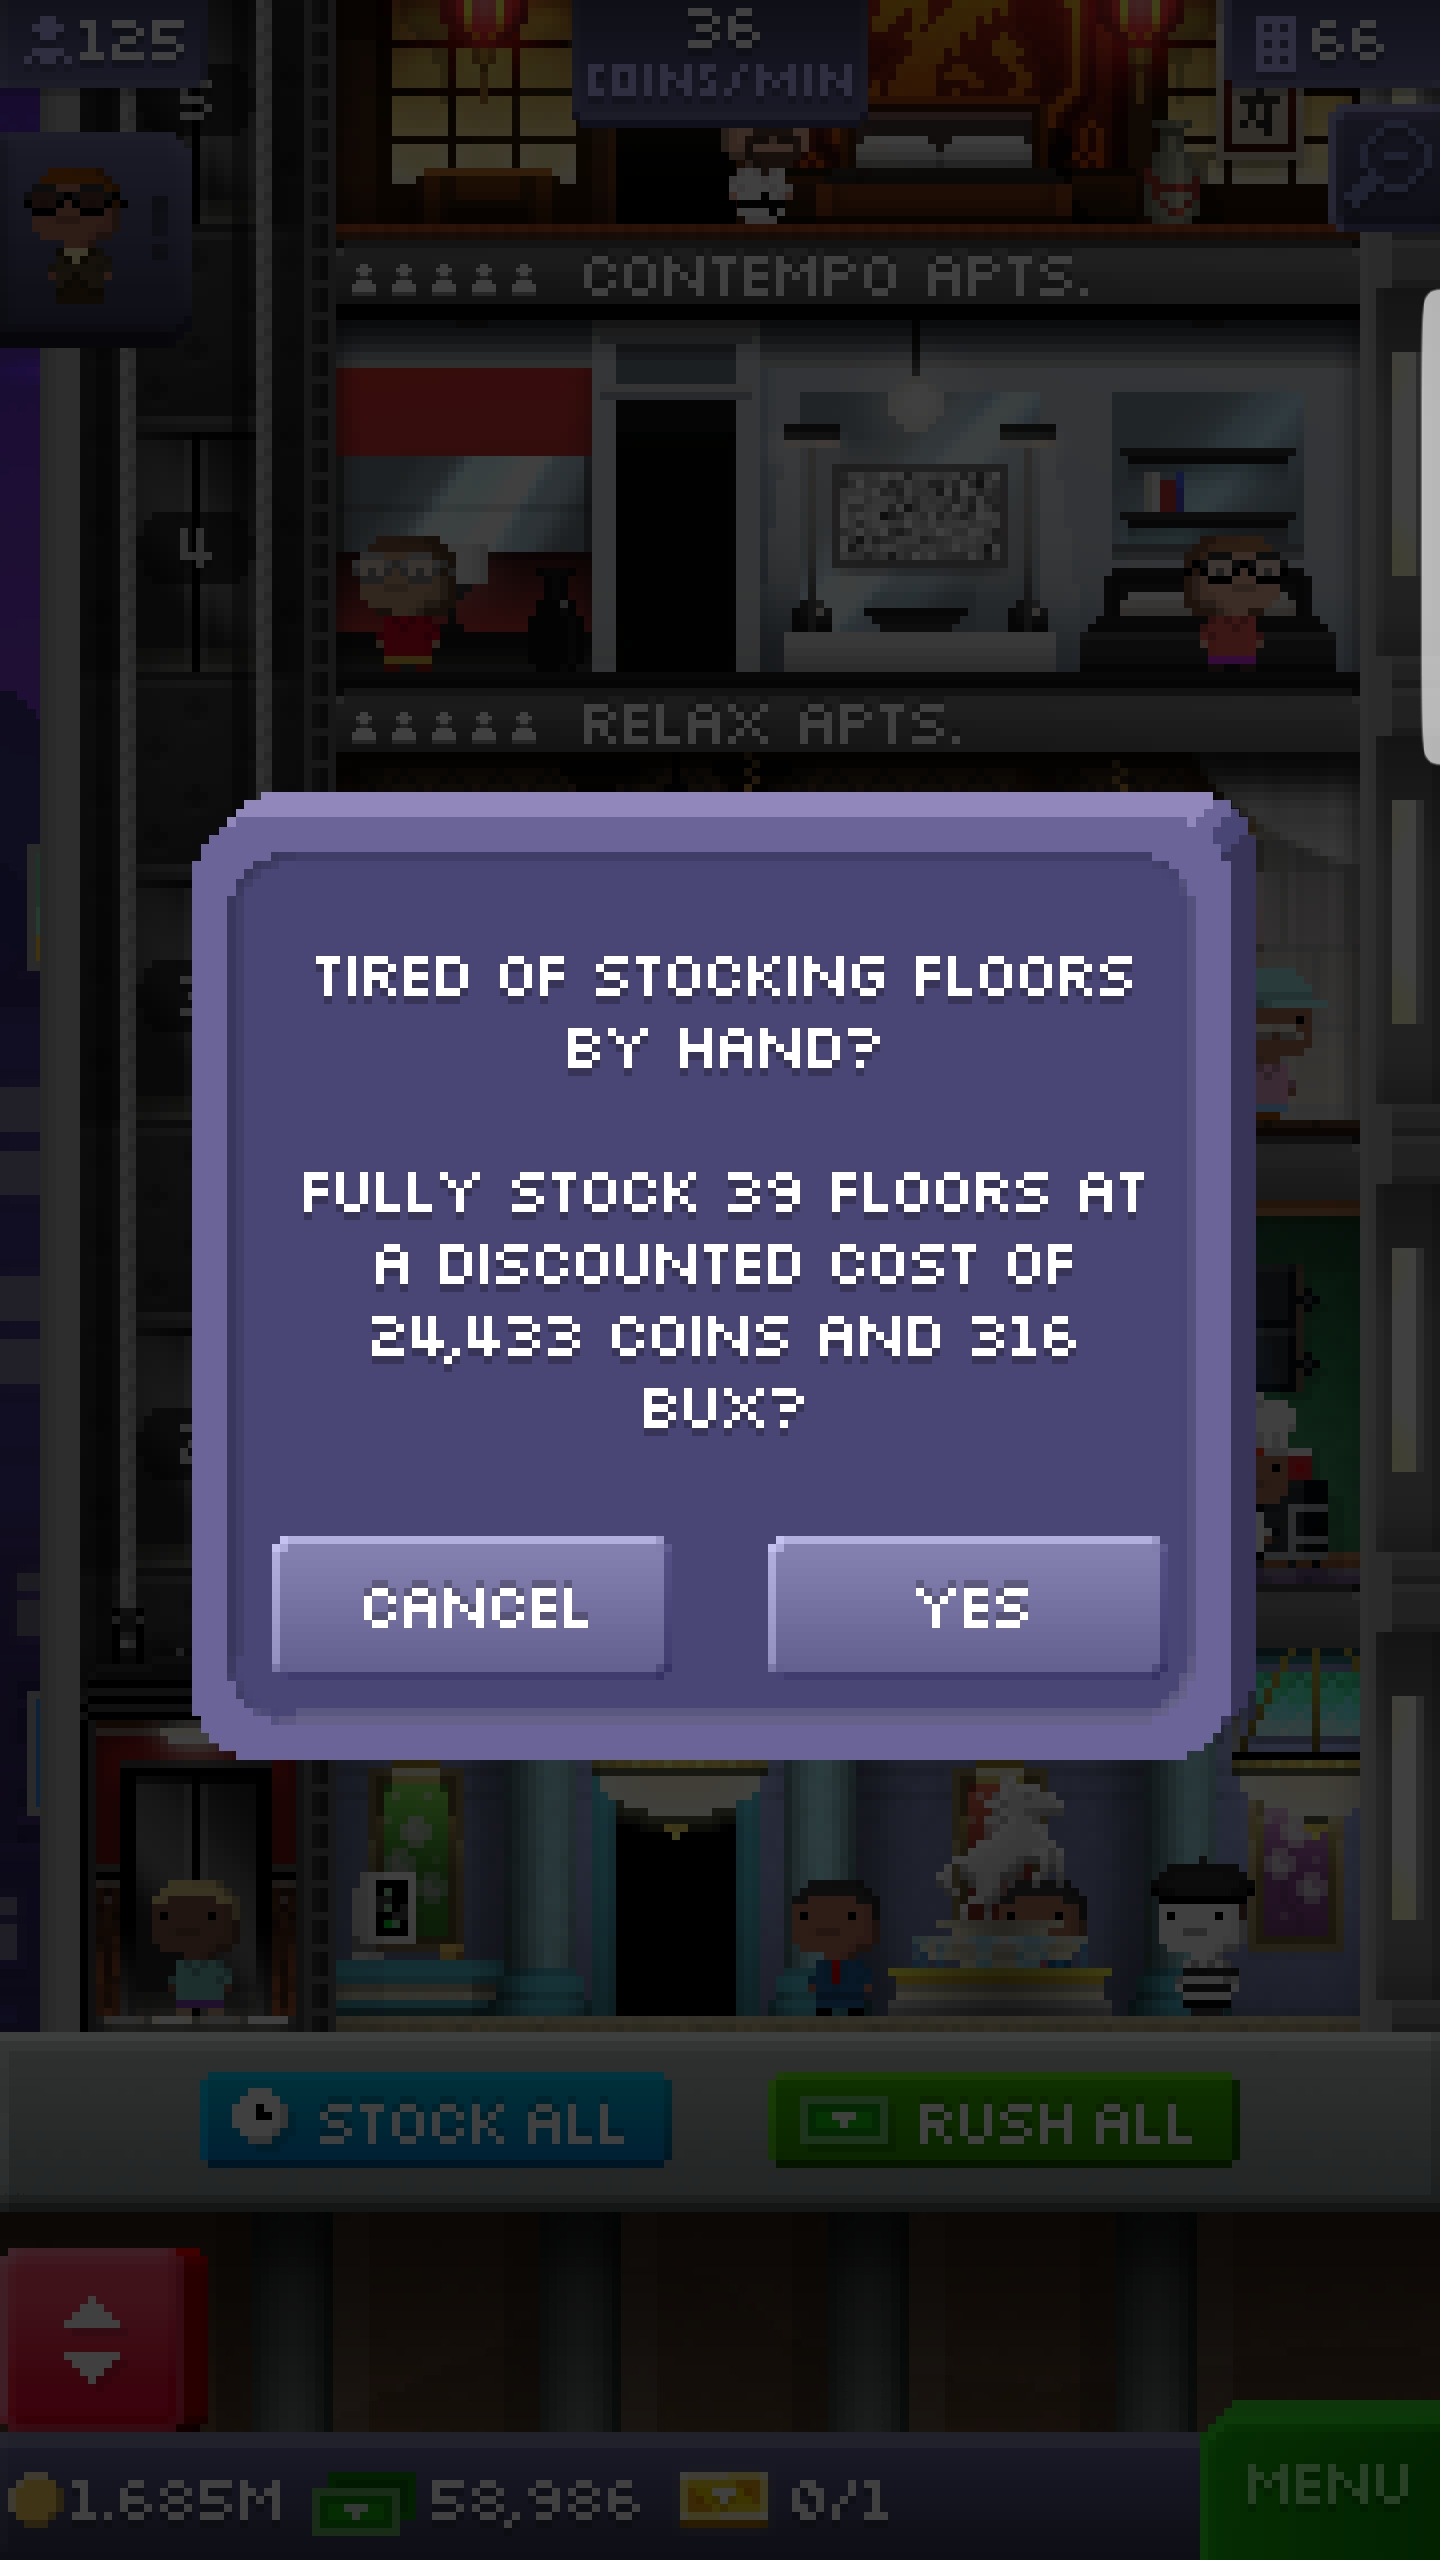 125
36
COINS/MIN
66
5
CONTEMPO APTS.
4
RELAX APTS.
TIRED OF STOCKING FLOORS
BY HAND?
FULLY STOCK 39 FLOORS AT
A DISCOUNTED COST OF
24,433 COINS AND 316
BUX?
CANCEL
YES
STOCK ALL
RUSH ALL
1.685M
58,986
0/1
MENU